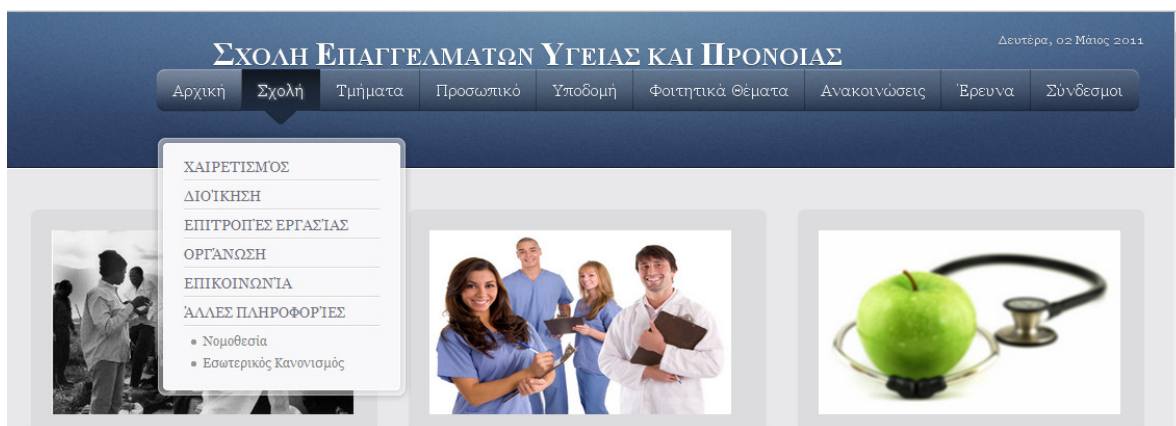 Δευτέρα, 02 Μάιος 2011
ΣΧΟΛΗ ΕΠΑΓΓΕΛΜΑΤΩΝ ΥΓΕΙΑΣ ΚΑΙ ΠΡΟΝΟΙΑΣ
Αρχική Σχολή Τμήματα Προσωπικό Υποδομή Φοιτητικά Θέματα Ανακοινώσεις Έρευνα Σύνδεσμοι
ΧΑΙΡΕΤΙΣΜΌΣ
ΔΙΟΊΚΗΣΗ
ΕΠΙΤΡΟΠΈΣ ΕΡΓΑΣΊΑΣ
ΟΡΓΆΝΩΣΗ
ΕΠΙΚΟΙΝΩΝΊΑ
ΆΛΛΕΣ ΠΛΗΡΟΦΟΡΊΕΣ
Νομοθεσία
Εσωτερικός Κανονισμός